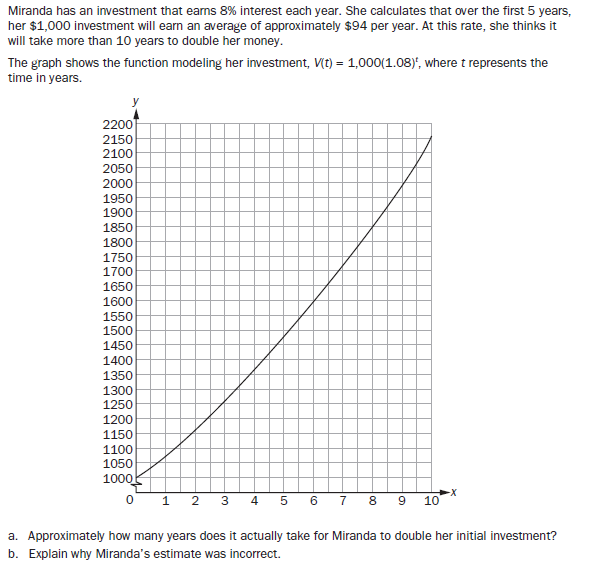 Miranda has an investment that earns 8% interest each year. She calculates that over the first 5 years,
her $1,000 investment will earn an average of approximately $94 per year. At this rate, she thinks it
will take more than 10 years to double her money.
The graph shows the function modeling her investment, V(t) = 1,000(1.08)ᵗ, where t represents the
time in years.
y
2200
2150
2100
2050
2000
1950
1900
1850
1800
1750
1700
1650
1600
1550
1500
1450
1400
1350
1300
1250
1200
1150
1100
1050
1000
0 1 2 3 4 5 6 7 8 9 10 x
a. Approximately how many years does it actually take for Miranda to double her initial investment?
b. Explain why Miranda's estimate was incorrect.